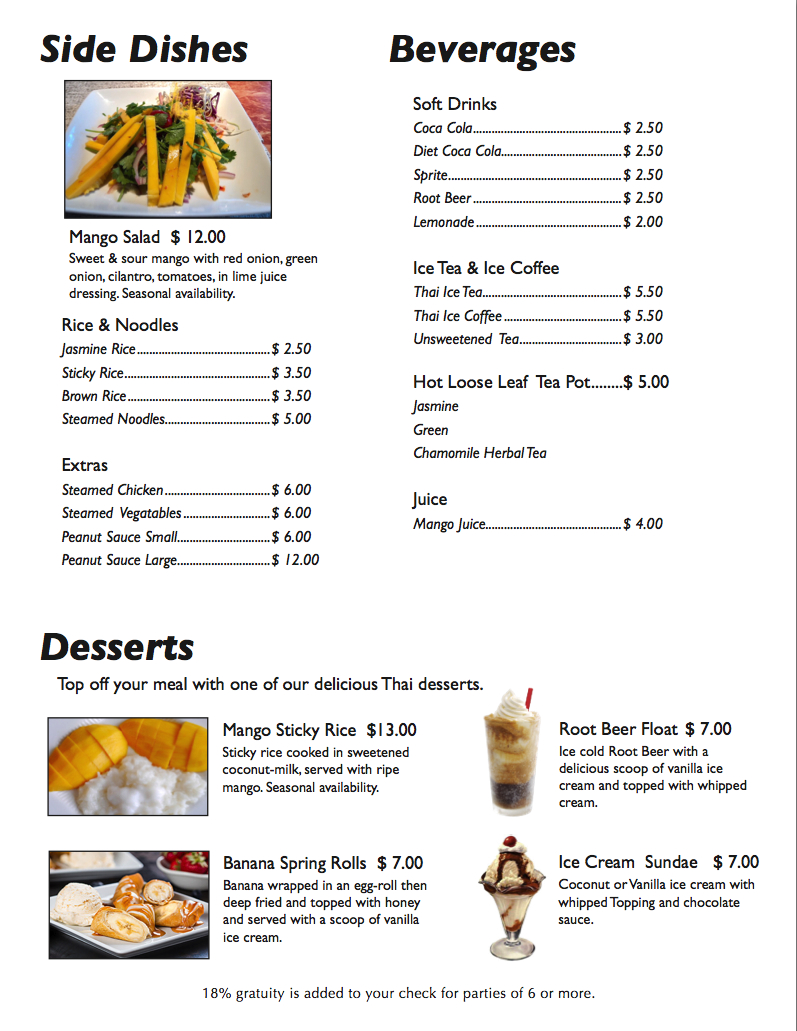 Side Dishes
Mango Salad $ 12.00
Sweet & sour mango with red onion, green
onion, cilantro, tomatoes, in lime juice
dressing. Seasonal availability.
Rice & Noodles
Jasmine Rice...........................................$ 2.50
Sticky Rice...............................................$ 3.50
Brown Rice..............................................$ 3.50
Steamed Noodles..................................$ 5.00
Extras
Steamed Chicken..................................$ 6.00
Steamed Vegatables............................$ 6.00
Peanut Sauce Small..............................$ 6.00
Peanut Sauce Large..............................$ 12.00
Beverages
Soft Drinks
Coca Cola................................................$ 2.50
Diet Coca Cola.......................................$ 2.50
Sprite........................................................$ 2.50
Root Beer................................................$ 2.50
Lemonade...............................................$ 2.00
Ice Tea & Ice Coffee
Thai Ice Tea.............................................$ 5.50
Thai Ice Coffee......................................$ 5.50
Unsweetened Tea.................................$ 3.00
Hot Loose Leaf Tea Pot........$ 5.00
Jasmine
Green
Chamomile Herbal Tea
Juice
Mango Juice............................................$ 4.00
Desserts
Top off your meal with one of our delicious Thai desserts.
Mango Sticky Rice $13.00
Sticky rice cooked in sweetened
coconut-milk, served with ripe
mango. Seasonal availability.
Root Beer Float $ 7.00
Ice cold Root Beer with a
delicious scoop of vanilla ice
cream and topped with whipped
cream.
Banana Spring Rolls $ 7.00
Banana wrapped in an egg-roll then
deep fried and topped with honey
and served with a scoop of vanilla
ice cream.
Ice Cream Sundae $ 7.00
Coconut or Vanilla ice cream with
whipped Topping and chocolate
sauce.
18% gratuity is added to your check for parties of 6 or more.